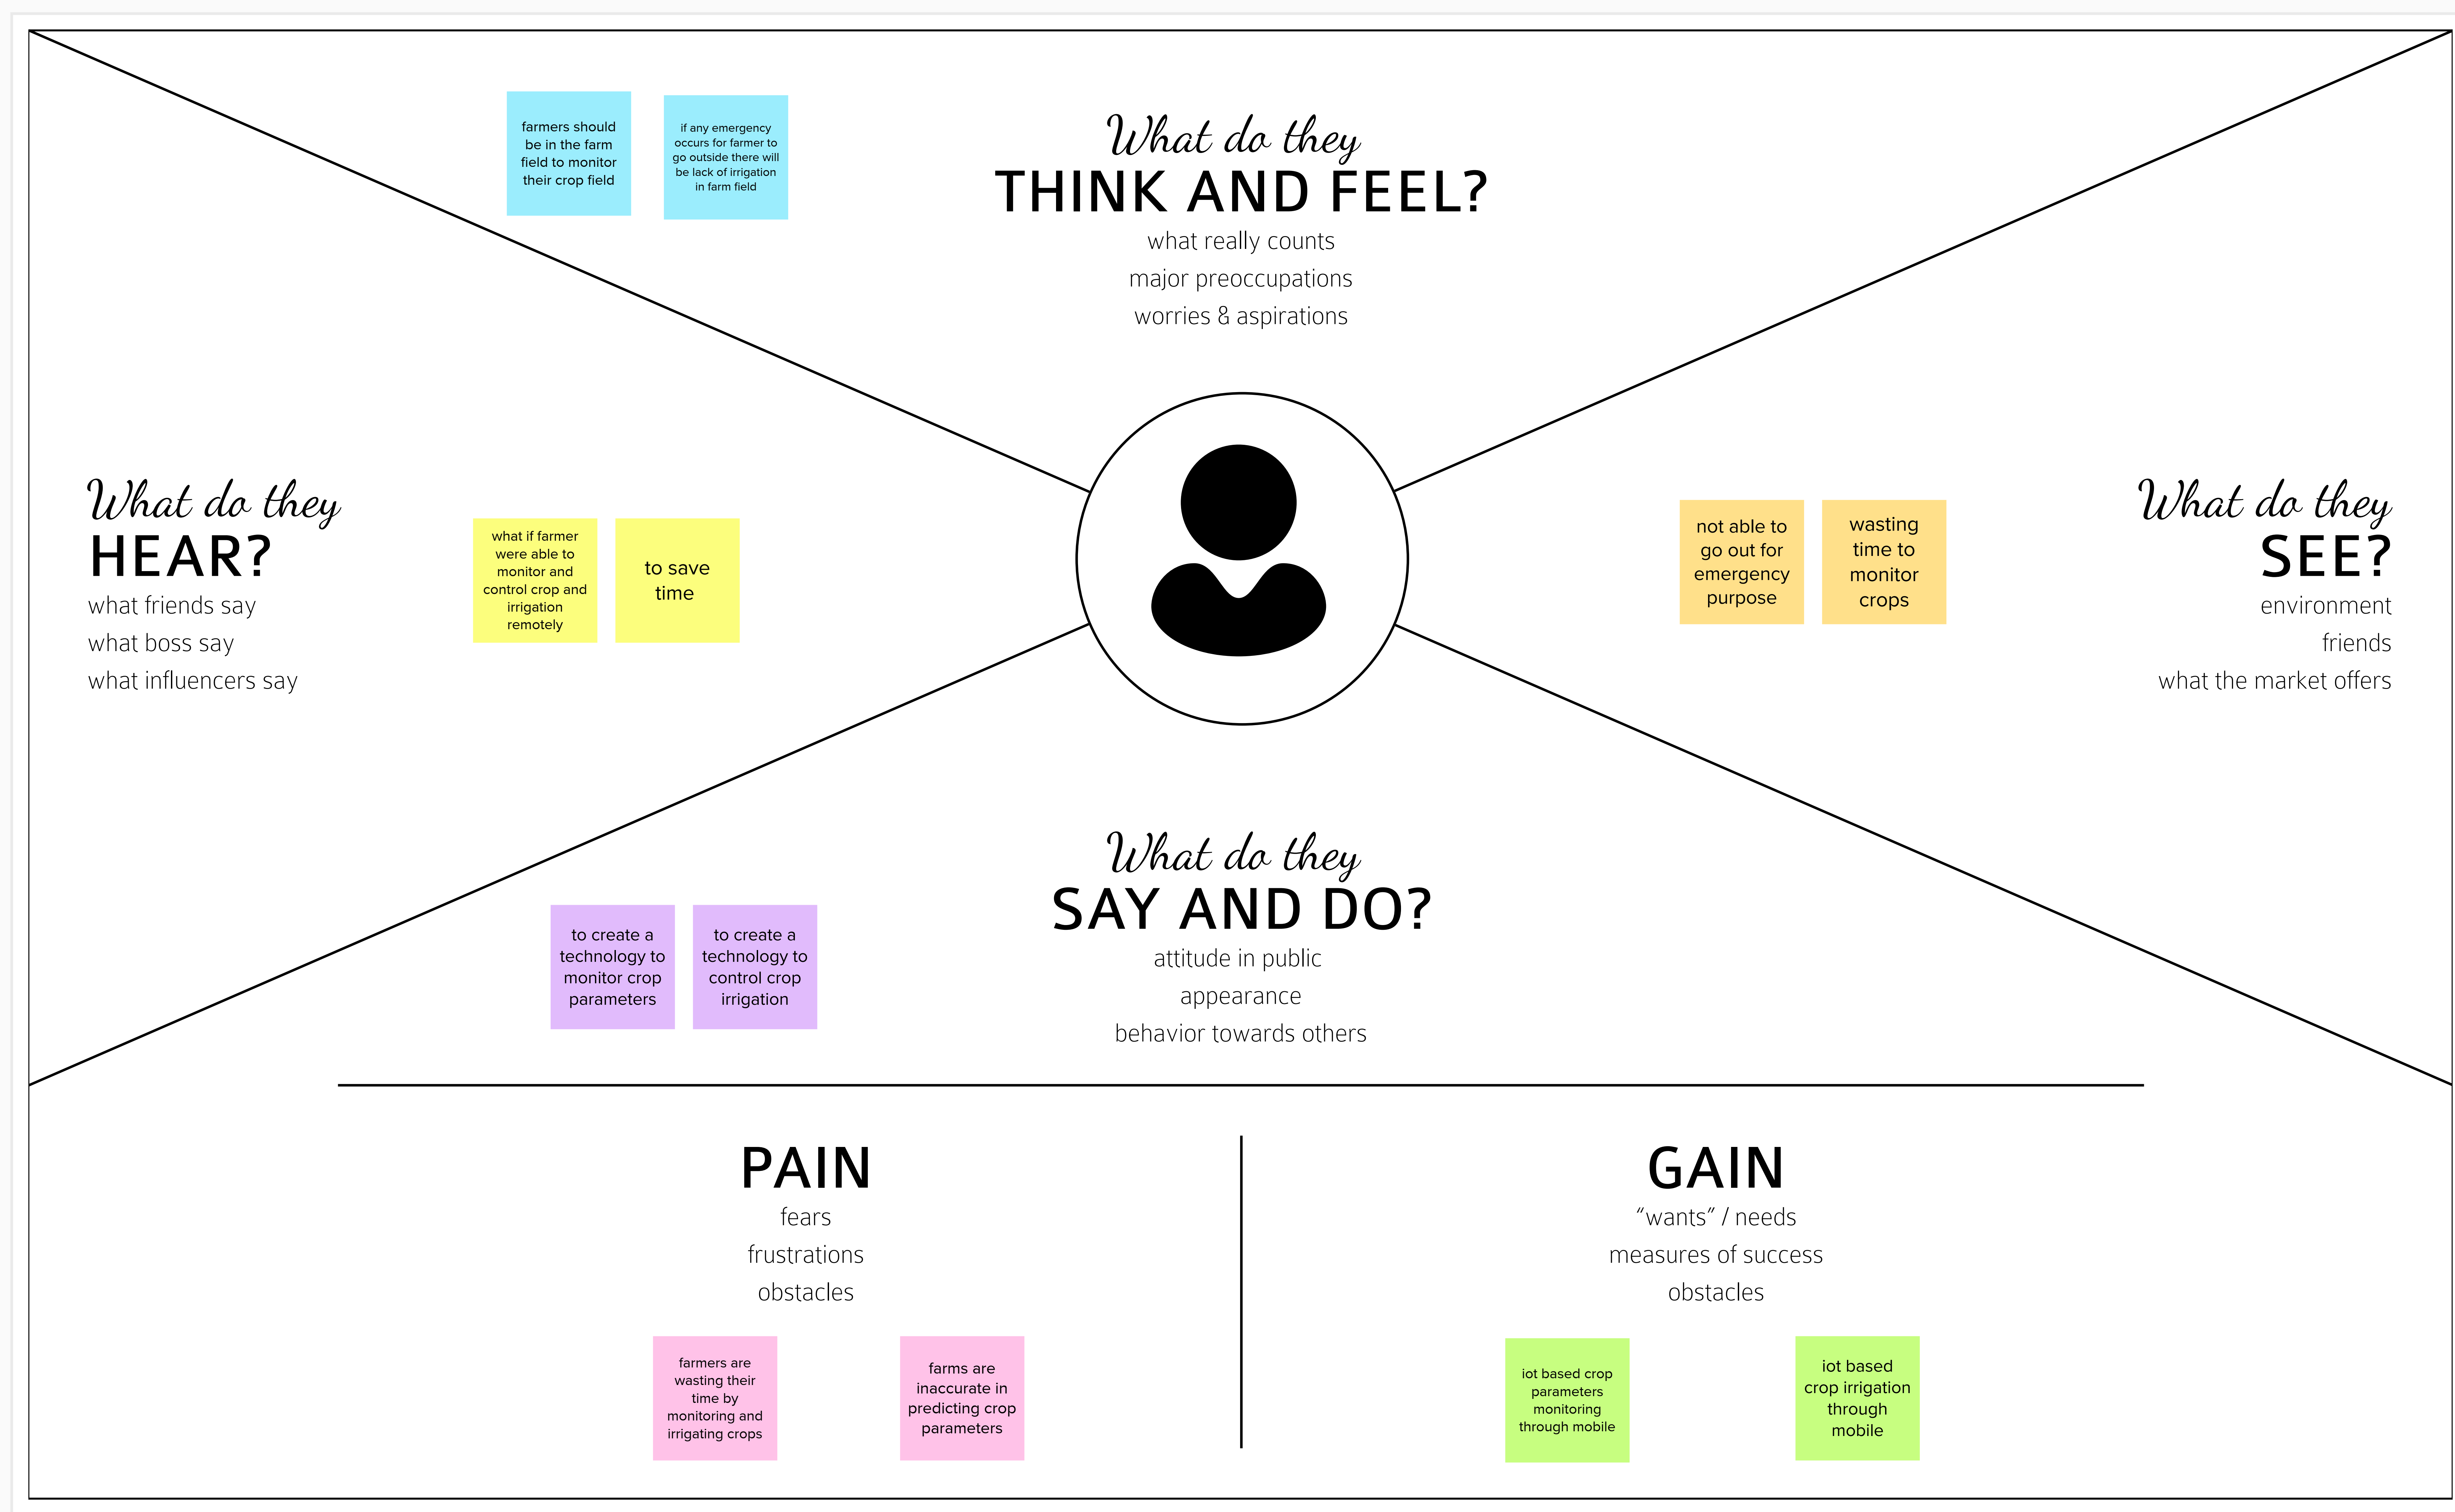 farmers should
be in the farm
field to monitor
their crop field
if any emergency
occurs for farmer to
go outside there will
be lack of irrigation
in farm field
What do they
THINK AND FEEL?
what really counts
major preoccupations
worries & aspirations
What do they
HEAR?
what friends say
what boss say
what influencers say
what if farmer
were able to
monitor and
control crop and
irrigation
remotely
to save
time
not able to
go out for
emergency
purpose
wasting
time to
monitor
crops
What do they
SEE?
environment
friends
what the market offers
What do they
SAY AND DO?
attitude in public
appearance
behavior towards others
to create a
technology to
monitor crop
parameters
to create a
technology to
control crop
irrigation
PAIN
fears
frustrations
obstacles
farmers are
wasting their
time by
monitoring and
irrigating crops
farms are
inaccurate in
predicting crop
parameters
GAIN
“wants” / needs
measures of success
obstacles
iot based crop
parameters
monitoring
through mobile
iot based
crop irrigation
through
mobile